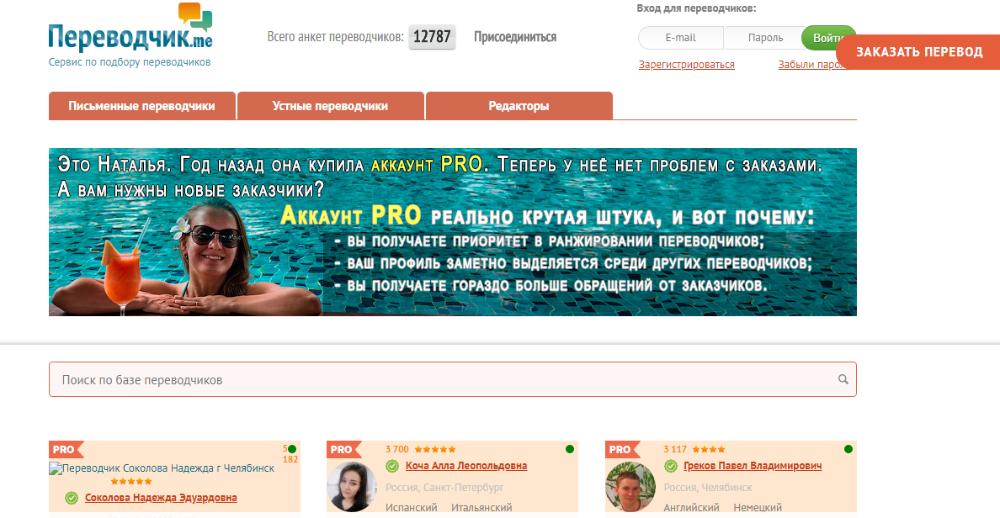 Вход для переводчиков:
Переводчик.me
Сервис по подбору переводчиков
Всего анкет переводчиков: 12787 Присоединиться
E-mail Пароль Войти
ЗАКАЗАТЬ ПЕРЕВОД
Зарегистрироваться Забыли
Письменные переводчики Устные переводчики Редакторы
Это Наталья. Год назад она купила аккаунт PRO. Теперь у неё нет проблем с заказами.
А вам нужны новые заказчики?
Аккаунт PRO реально крутая штука, и вот почему:
- вы получаете приоритет в ранжировании переводчиков;
- ваш профиль заметно выделяется среди других переводчиков;
- вы получаете гораздо больше обращений от заказчиков.
Поиск по базе переводчиков
PRO 5
182
Переводчик Соколова Надежда г Челябинск
Соколова Надежда Эдуардовна
PRO 3 700
Коча Алла Леопольдовна
Россия, Санкт-Петербург
Испанский Итальянский
PRO 3 117
Греков Павел Владимирович
Россия, Челябинск
Английский Немецкий